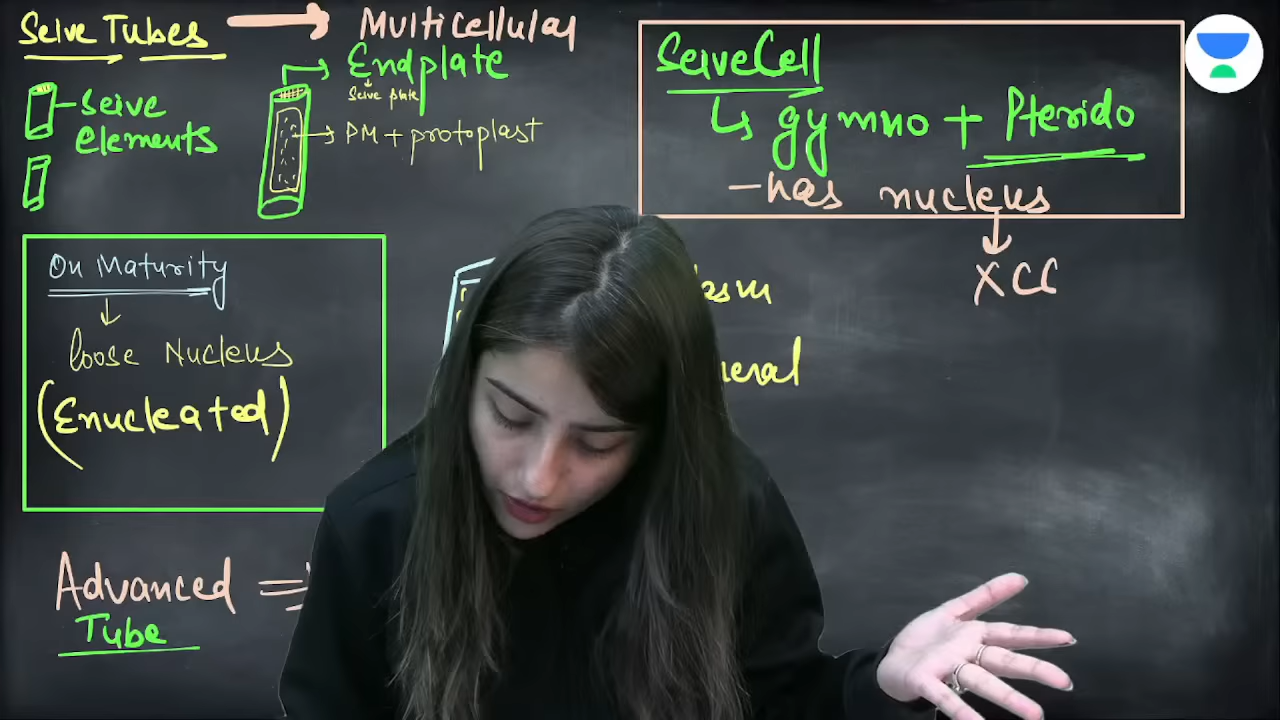 Seive Tubes → Multicellular
Endplate
Seive plate
Seive
elements
PM + protoplast
SeiveCell
↳ gymno + Pterido
- has nucleus
↓
X CC
On Maturity
↓
loose Nucleus
(Enucleated)
Advanced ⇒
Tube